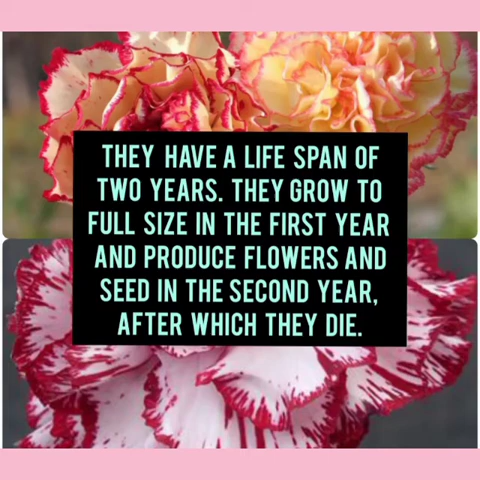 THEY HAVE A LIFE SPAN OF
TWO YEARS. THEY GROW TO
FULL SIZE IN THE FIRST YEAR
AND PRODUCE FLOWERS AND
SEED IN THE SECOND YEAR,
AFTER WHICH THEY DIE.